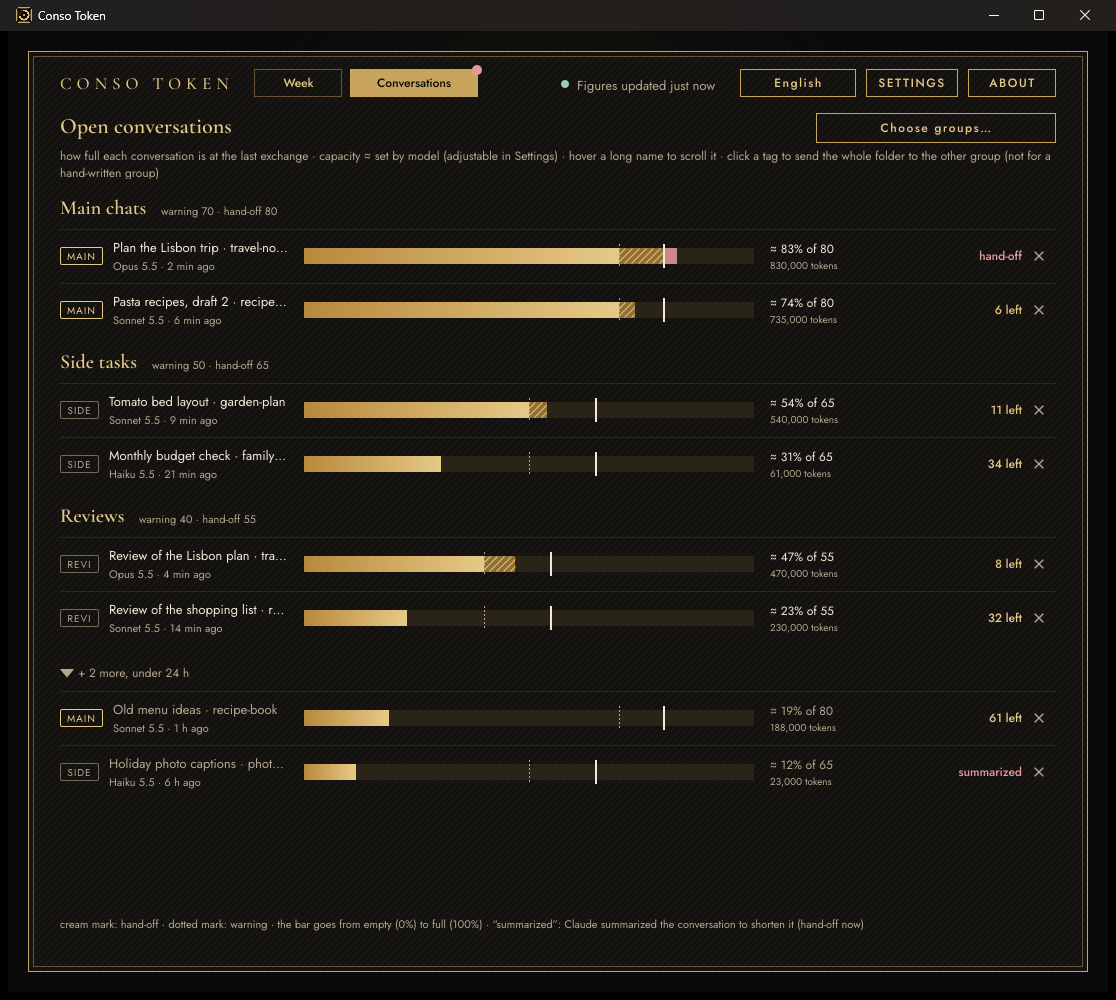 Conso Token
CONSO TOKEN
Week
Conversations
Figures updated just now
English
SETTINGS
ABOUT
Open conversations
Choose groups…
how full each conversation is at the last exchange · capacity ≈ set by model (adjustable in Settings) · hover a long name to scroll it · click a tag to send the whole folder to the other group (not for a
hand-written group)
Main chats warning 70 · hand-off 80
MAIN
Plan the Lisbon trip · travel-no…
Opus 5.5 · 2 min ago
≈ 83% of 80
830,000 tokens
hand-off
MAIN
Pasta recipes, draft 2 · recipe…
Sonnet 5.5 · 6 min ago
≈ 74% of 80
735,000 tokens
6 left
Side tasks warning 50 · hand-off 65
SIDE
Tomato bed layout · garden-plan
Sonnet 5.5 · 9 min ago
≈ 54% of 65
540,000 tokens
11 left
SIDE
Monthly budget check · family…
Haiku 5.5 · 21 min ago
≈ 31% of 65
61,000 tokens
34 left
Reviews warning 40 · hand-off 55
REVI
Review of the Lisbon plan · tra…
Opus 5.5 · 4 min ago
≈ 47% of 55
470,000 tokens
8 left
REVI
Review of the shopping list · r…
Sonnet 5.5 · 14 min ago
≈ 23% of 55
230,000 tokens
32 left
+ 2 more, under 24 h
MAIN
Old menu ideas · recipe-book
Sonnet 5.5 · 1 h ago
≈ 19% of 80
188,000 tokens
61 left
SIDE
Holiday photo captions · phot…
Haiku 5.5 · 6 h ago
≈ 12% of 65
23,000 tokens
summarized
cream mark: hand-off · dotted mark: warning · the bar goes from empty (0%) to full (100%) · “summarized”: Claude summarized the conversation to shorten it (hand-off now)